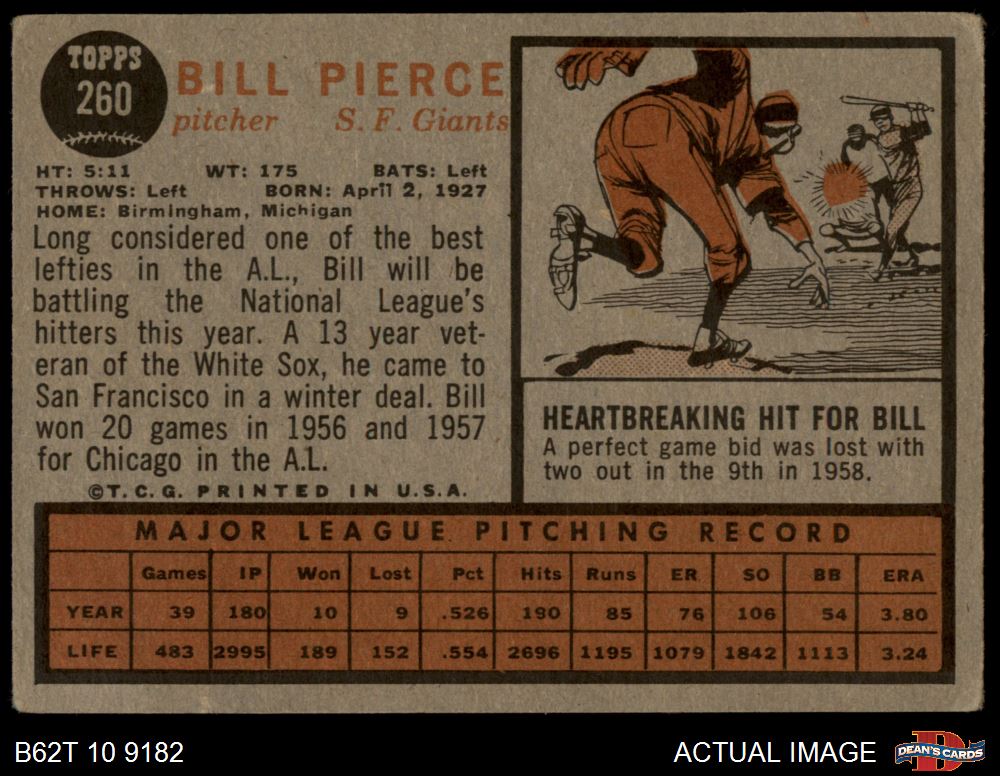 TOPPS
260
BILL PIERCE
pitcher S. F. Giants
HT: 5:11 WT: 175 BATS: Left
THROWS: Left BORN: April 2, 1927
HOME: Birmingham, Michigan
Long considered one of the best
lefties in the A.L., Bill will be
battling the National League's
hitters this year. A 13 year vet-
eran of the White Sox, he came to
San Francisco in a winter deal. Bill
won 20 games in 1956 and 1957
for Chicago in the A.L.
©T.C.G. PRINTED IN U.S.A.
HEARTBREAKING HIT FOR BILL
A perfect game bid was lost with
two out in the 9th in 1958.
MAJOR LEAGUE PITCHING RECORD
Games IP Won Lost Pct Hits Runs ER SO BB ERA
YEAR 39 180 10 9 .526 190 85 76 106 54 3.80
LIFE 483 2995 189 152 .554 2696 1195 1079 1842 1113 3.24
B62T 10 9182 ACTUAL IMAGE
D
DEAN'S CARDS